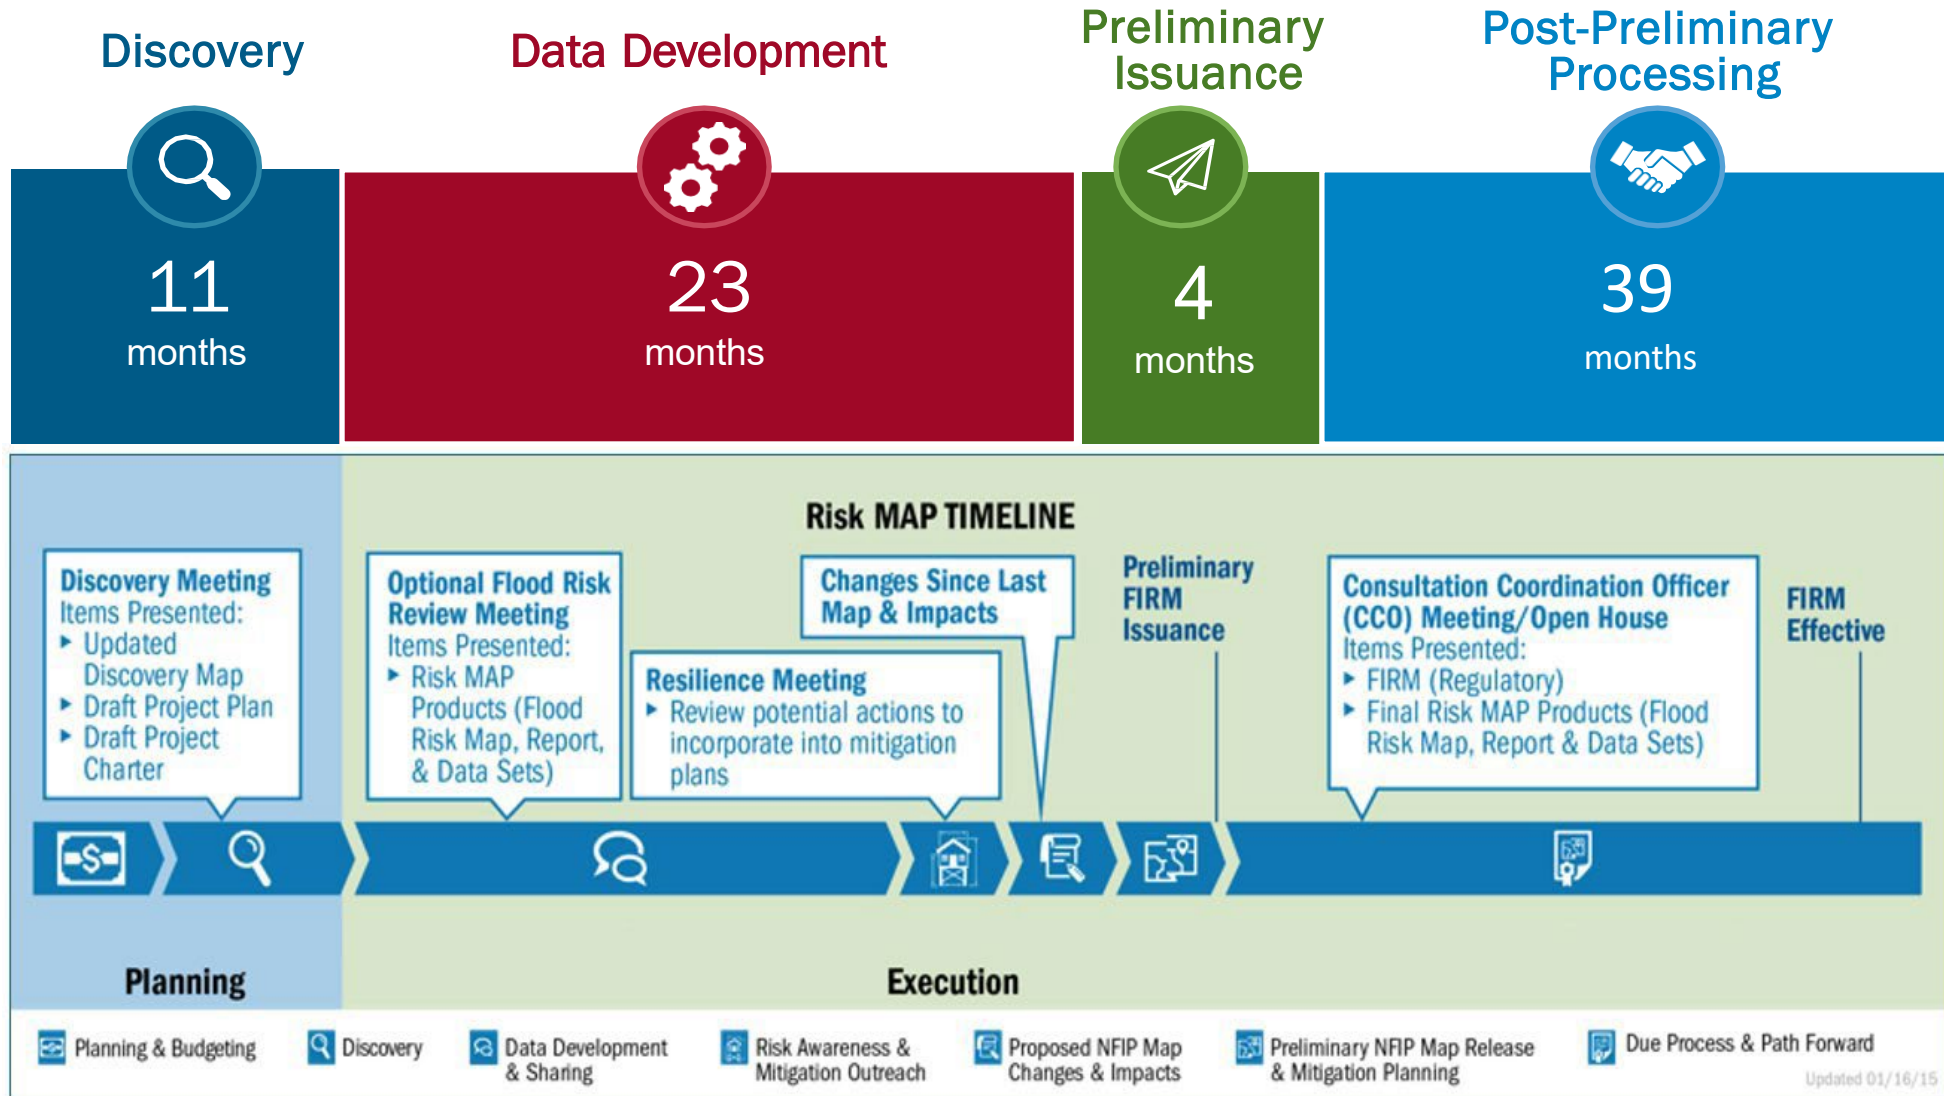 Discovery
Data Development
Preliminary
Issuance
Post-Preliminary
Processing
11
months
23
months
4
months
39
months
Risk MAP TIMELINE
Discovery Meeting
Items Presented:
▸ Updated
Discovery Map
▸ Draft Project Plan
▸ Draft Project
Charter
Optional Flood Risk
Review Meeting
Items Presented:
▸ Risk MAP
Products (Flood
Risk Map, Report,
& Data Sets)
Resilience Meeting
▸ Review potential actions to
incorporate into mitigation
plans
Changes Since Last
Map & Impacts
Preliminary
FIRM
Issuance
Consultation Coordination Officer
(CCO) Meeting/Open House
Items Presented:
▸ FIRM (Regulatory)
▸ Final Risk MAP Products (Flood
Risk Map, Report & Data Sets)
FIRM
Effective
Planning
Execution
Planning & Budgeting
Discovery
Data Development
& Sharing
Risk Awareness &
Mitigation Outreach
Proposed NFIP Map
Changes & Impacts
Preliminary NFIP Map Release
& Mitigation Planning
Due Process & Path Forward
Updated 01/16/15